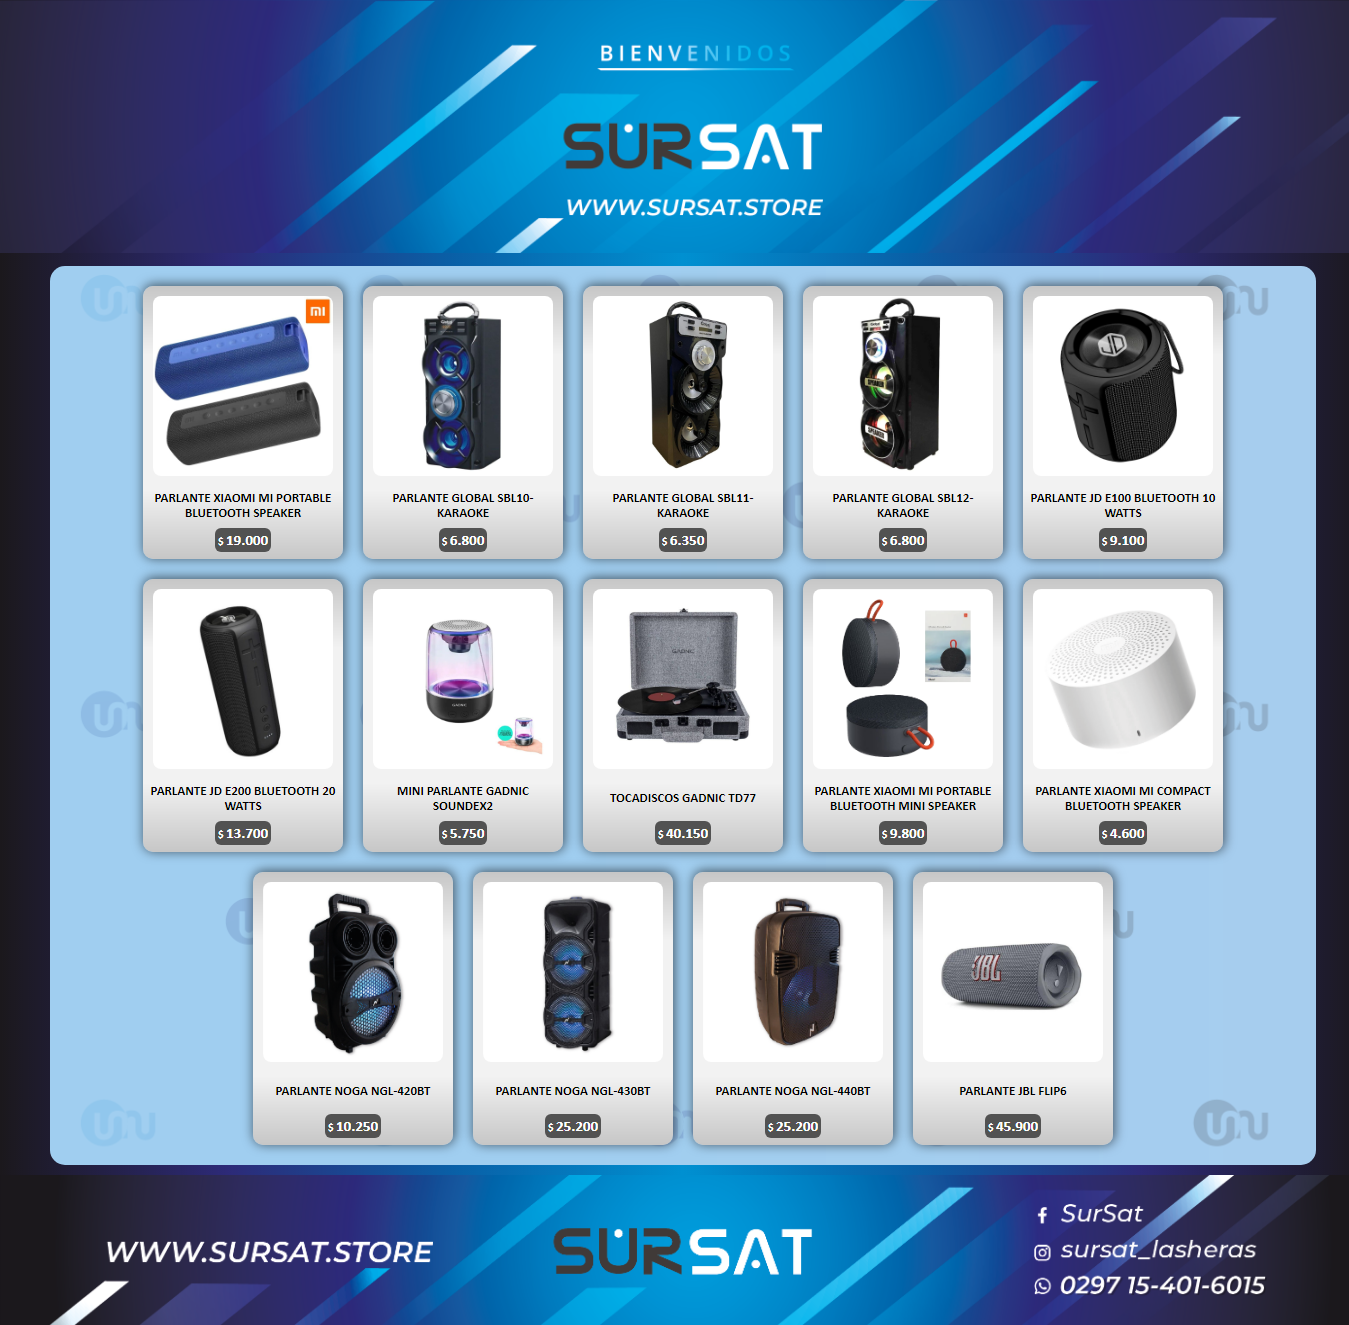 BIENVENIDOS
SURSAT
WWW.SURSAT.STORE
PARLANTE XIAOMI MI PORTABLE
BLUETOOTH SPEAKER
$ 19.000
PARLANTE GLOBAL SBL10-
KARAOKE
$ 6.800
PARLANTE GLOBAL SBL11-
KARAOKE
$ 6.350
PARLANTE GLOBAL SBL12-
KARAOKE
$ 6.800
PARLANTE JD E100 BLUETOOTH 10
WATTS
$ 9.100
PARLANTE JD E200 BLUETOOTH 20
WATTS
$ 13.700
MINI PARLANTE GADNIC
SOUNDEX2
$ 5.750
GADNIC
TOCADISCOS GADNIC TD77
$ 40.150
PARLANTE XIAOMI MI PORTABLE
BLUETOOTH MINI SPEAKER
$ 9.800
PARLANTE XIAOMI MI COMPACT
BLUETOOTH SPEAKER
$ 4.600
PARLANTE NOGA NGL-420BT
$ 10.250
PARLANTE NOGA NGL-430BT
$ 25.200
PARLANTE NOGA NGL-440BT
$ 25.200
JBL
PARLANTE JBL FLIP6
$ 45.900
WWW.SURSAT.STORE
SURSAT
SurSat
sursat_lasheras
0297 15-401-6015